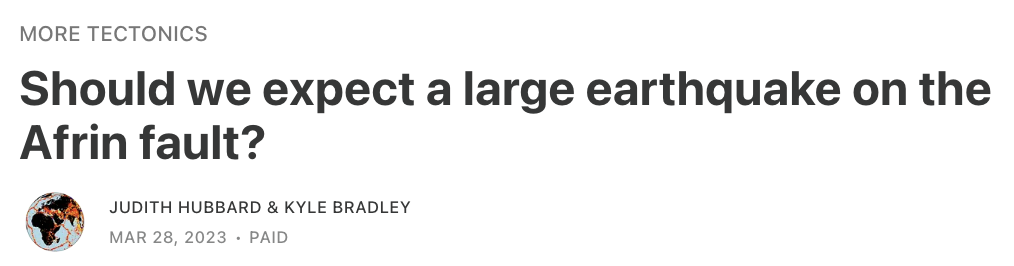 MORE TECTONICS
Should we expect a large earthquake on the
Afrin fault?
JUDITH HUBBARD & KYLE BRADLEY
MAR 28, 2023 · PAID